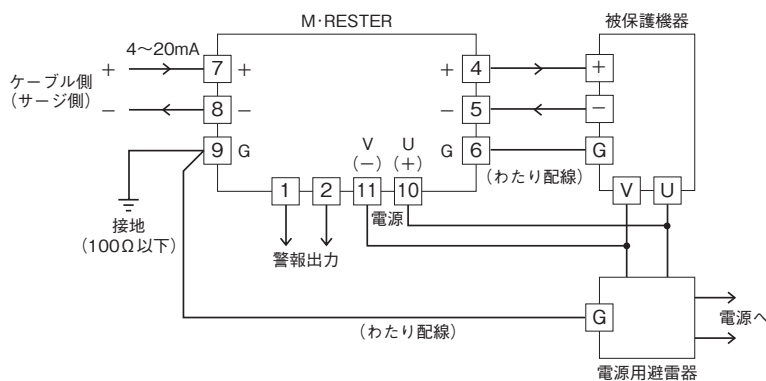 M·RESTER
被保護機器
4〜20mA
ケーブル側
(サージ側)
+ 7 + + 4 +
− 8 − − 5 −
9 G G 6 G
V U
(−) (+)
(わたり配線)
1 2 11 10 V U
電源
接地
(100Ω以下)
警報出力
G
(わたり配線)
電源へ
電源用避雷器